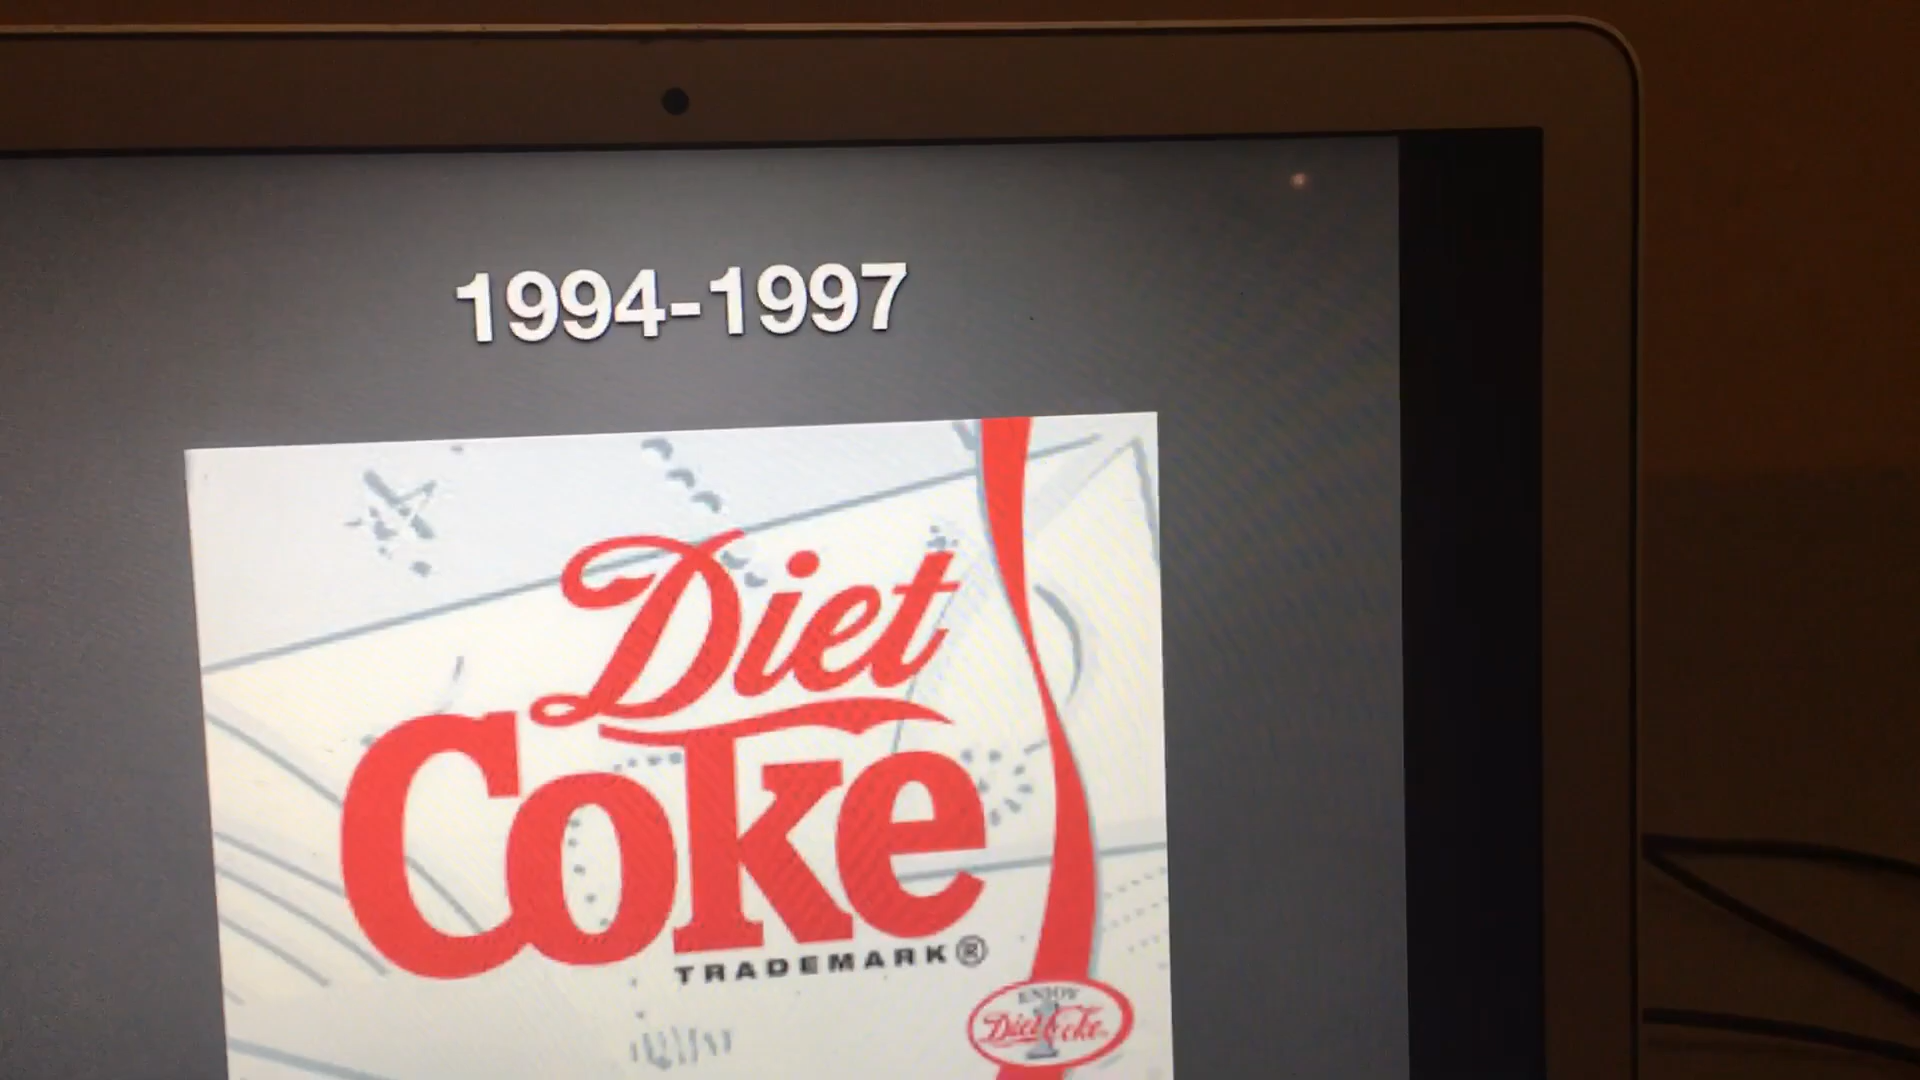 1994-1997
Diet
Coke
TRADEMARK®
ENJOY
Diet Coke